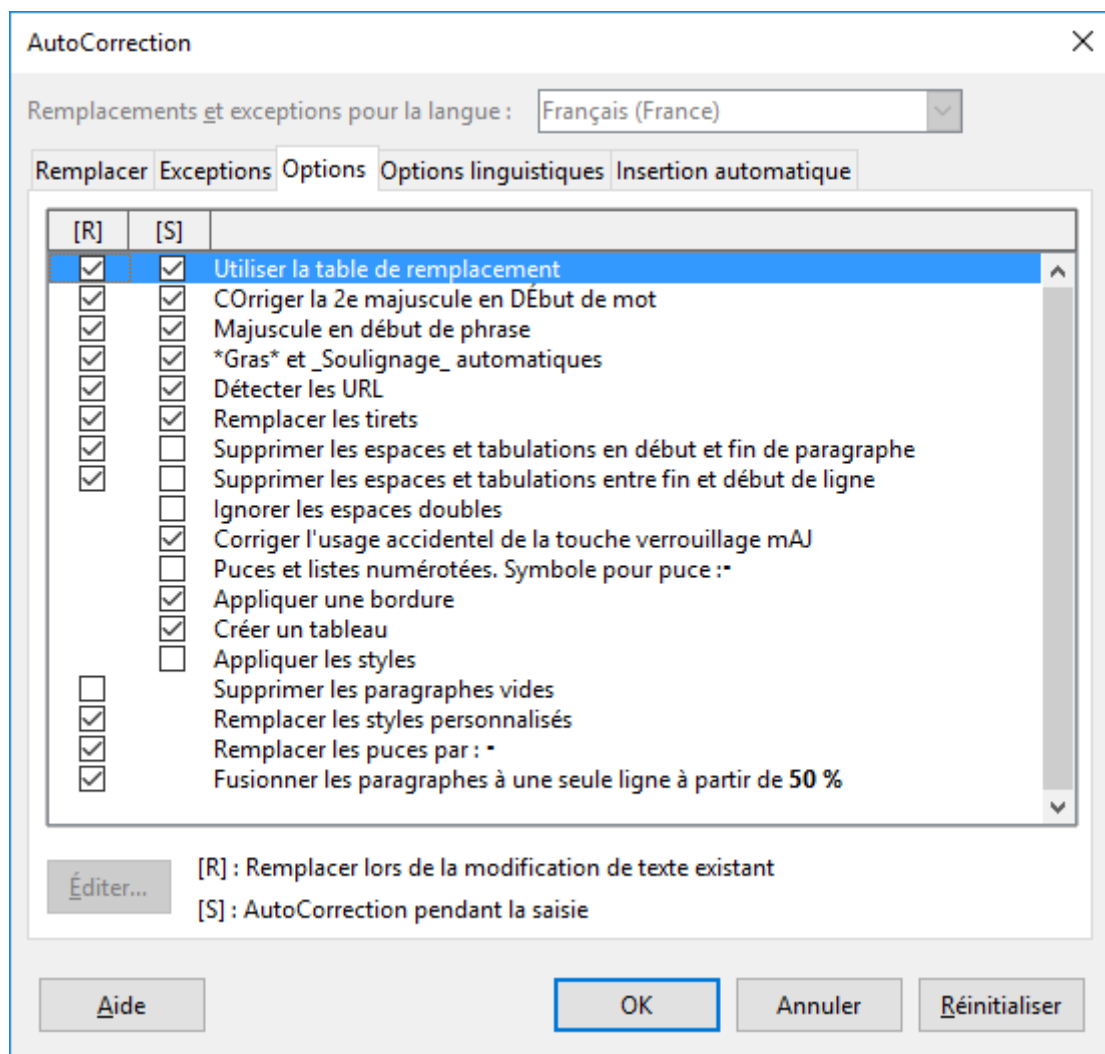 AutoCorrection
Remplacements et exceptions pour la langue : Français (France)
Remplacer Exceptions Options Options linguistiques Insertion automatique
[R] [S]
Utiliser la table de remplacement
COrriger la 2e majuscule en DÉbut de mot
Majuscule en début de phrase
*Gras* et _Soulignage_ automatiques
Détecter les URL
Remplacer les tirets
Supprimer les espaces et tabulations en début et fin de paragraphe
Supprimer les espaces et tabulations entre fin et début de ligne
Ignorer les espaces doubles
Corriger l'usage accidentel de la touche verrouillage mAJ
Puces et listes numérotées. Symbole pour puce :-
Appliquer une bordure
Créer un tableau
Appliquer les styles
Supprimer les paragraphes vides
Remplacer les styles personnalisés
Remplacer les puces par : -
Fusionner les paragraphes à une seule ligne à partir de 50 %
Éditer... [R] : Remplacer lors de la modification de texte existant
[S] : AutoCorrection pendant la saisie
Aide OK Annuler Réinitialiser